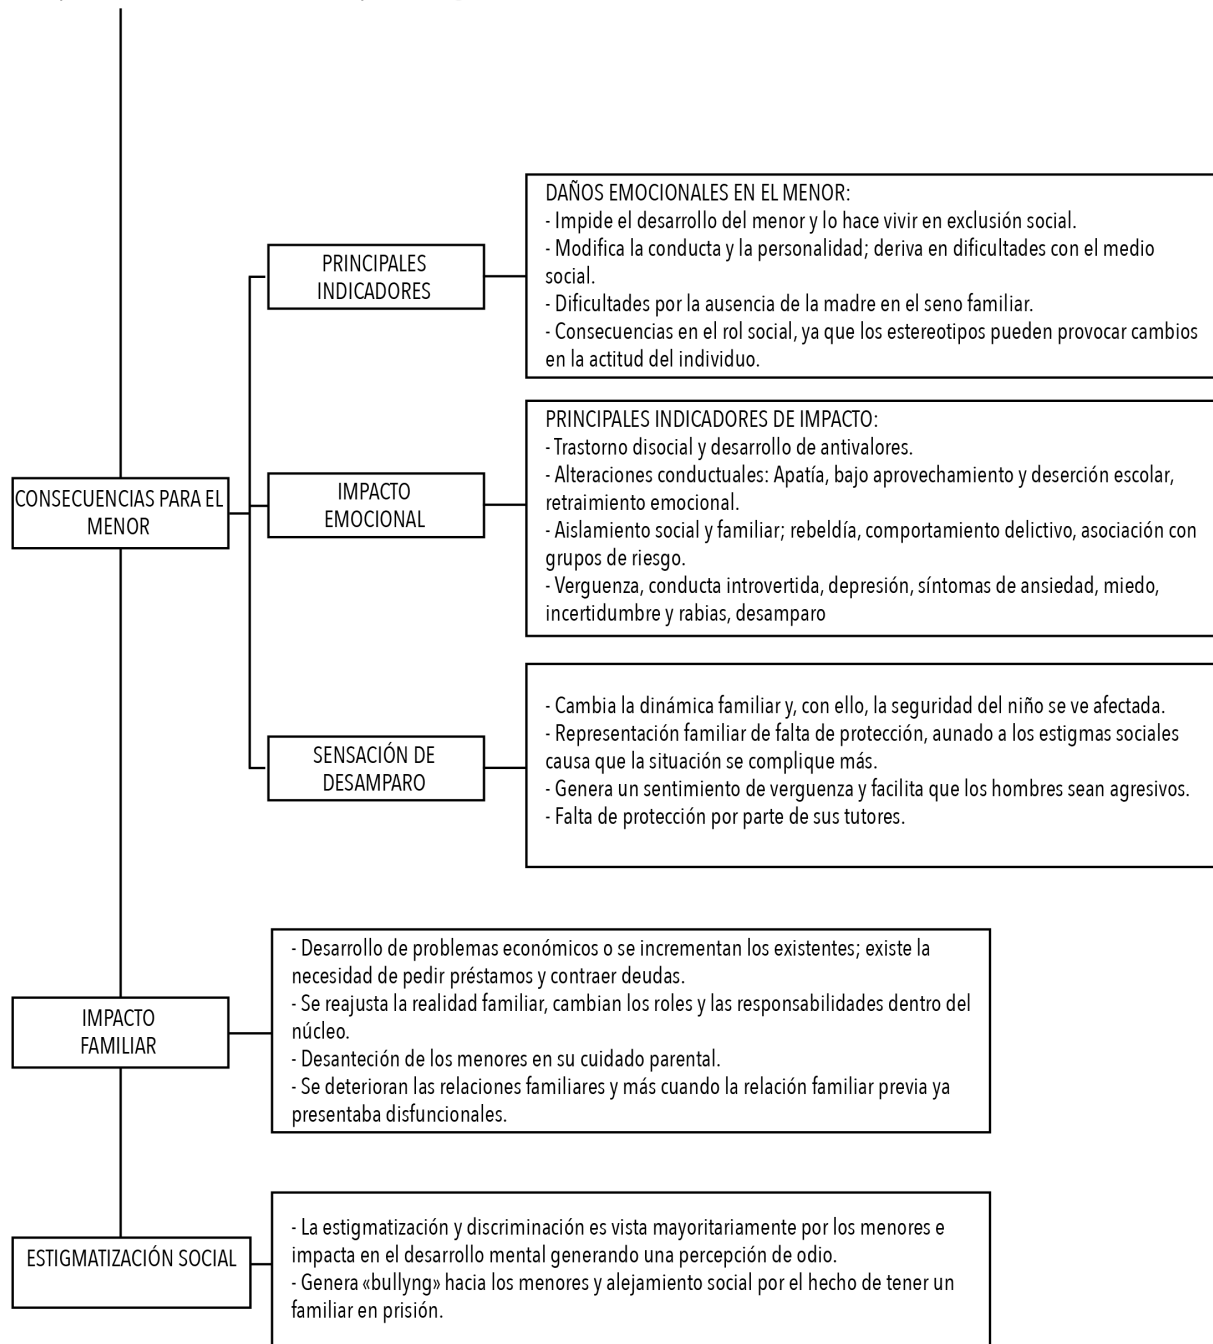 DAÑOS EMOCIONALES EN EL MENOR:
- Impide el desarrollo del menor y lo hace vivir en exclusión social.
- Modifica la conducta y la personalidad; deriva en dificultades con el medio
social.
- Dificultades por la ausencia de la madre en el seno familiar.
- Consecuencias en el rol social, ya que los estereotipos pueden provocar cambios
en la actitud del individuo.
PRINCIPALES
INDICADORES
PRINCIPALES INDICADORES DE IMPACTO:
- Trastorno disocial y desarrollo de antivalores.
- Alteraciones conductuales: Apatía, bajo aprovechamiento y deserción escolar,
retraimiento emocional.
- Aislamiento social y familiar; rebeldía, comportamiento delictivo, asociación con
grupos de riesgo.
- Verguenza, conducta introvertida, depresión, síntomas de ansiedad, miedo,
incertidumbre y rabias, desamparo
IMPACTO
EMOCIONAL
CONSECUENCIAS PARA EL
MENOR
- Cambia la dinámica familiar y, con ello, la seguridad del niño se ve afectada.
- Representación familiar de falta de protección, aunado a los estigmas sociales
causa que la situación se complique más.
- Genera un sentimiento de verguenza y facilita que los hombres sean agresivos.
- Falta de protección por parte de sus tutores.
SENSACIÓN DE
DESAMPARO
- Desarrollo de problemas económicos o se incrementan los existentes; existe la
necesidad de pedir préstamos y contraer deudas.
- Se reajusta la realidad familiar, cambian los roles y las responsabilidades dentro del
núcleo.
- Desanteción de los menores en su cuidado parental.
- Se deterioran las relaciones familiares y más cuando la relación familiar previa ya
presentaba disfuncionales.
IMPACTO
FAMILIAR
- La estigmatización y discriminación es vista mayoritariamente por los menores e
impacta en el desarrollo mental generando una percepción de odio.
- Genera «bullyng» hacia los menores y alejamiento social por el hecho de tener un
familiar en prisión.
ESTIGMATIZACIÓN SOCIAL